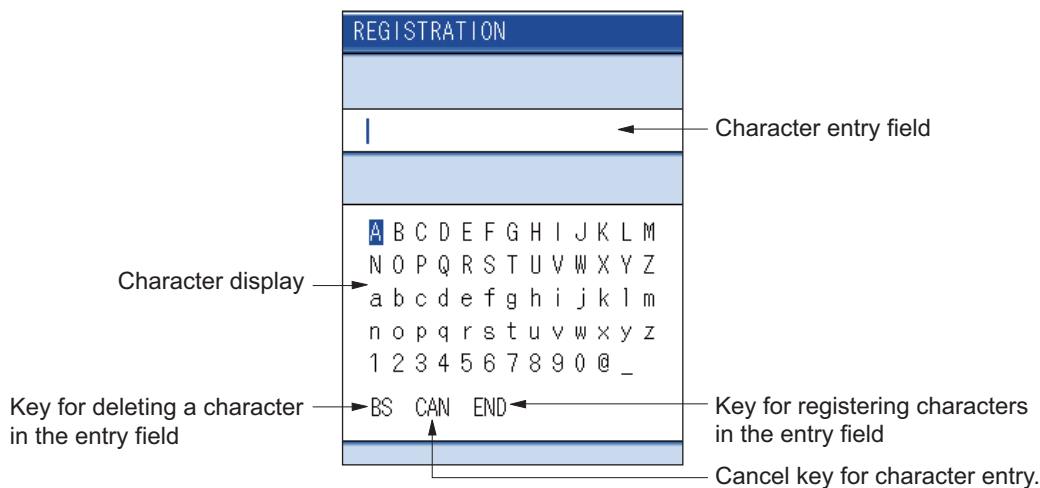 REGISTRATION
Character entry field
A B C D E F G H I J K L M
N O P Q R S T U V W X Y Z
Character display
a b c d e f g h i j k l m
n o p q r s t u v w x y z
1 2 3 4 5 6 7 8 9 0 @ _
Key for deleting a character
in the entry field
BS CAN END
Key for registering characters
in the entry field
Cancel key for character entry.